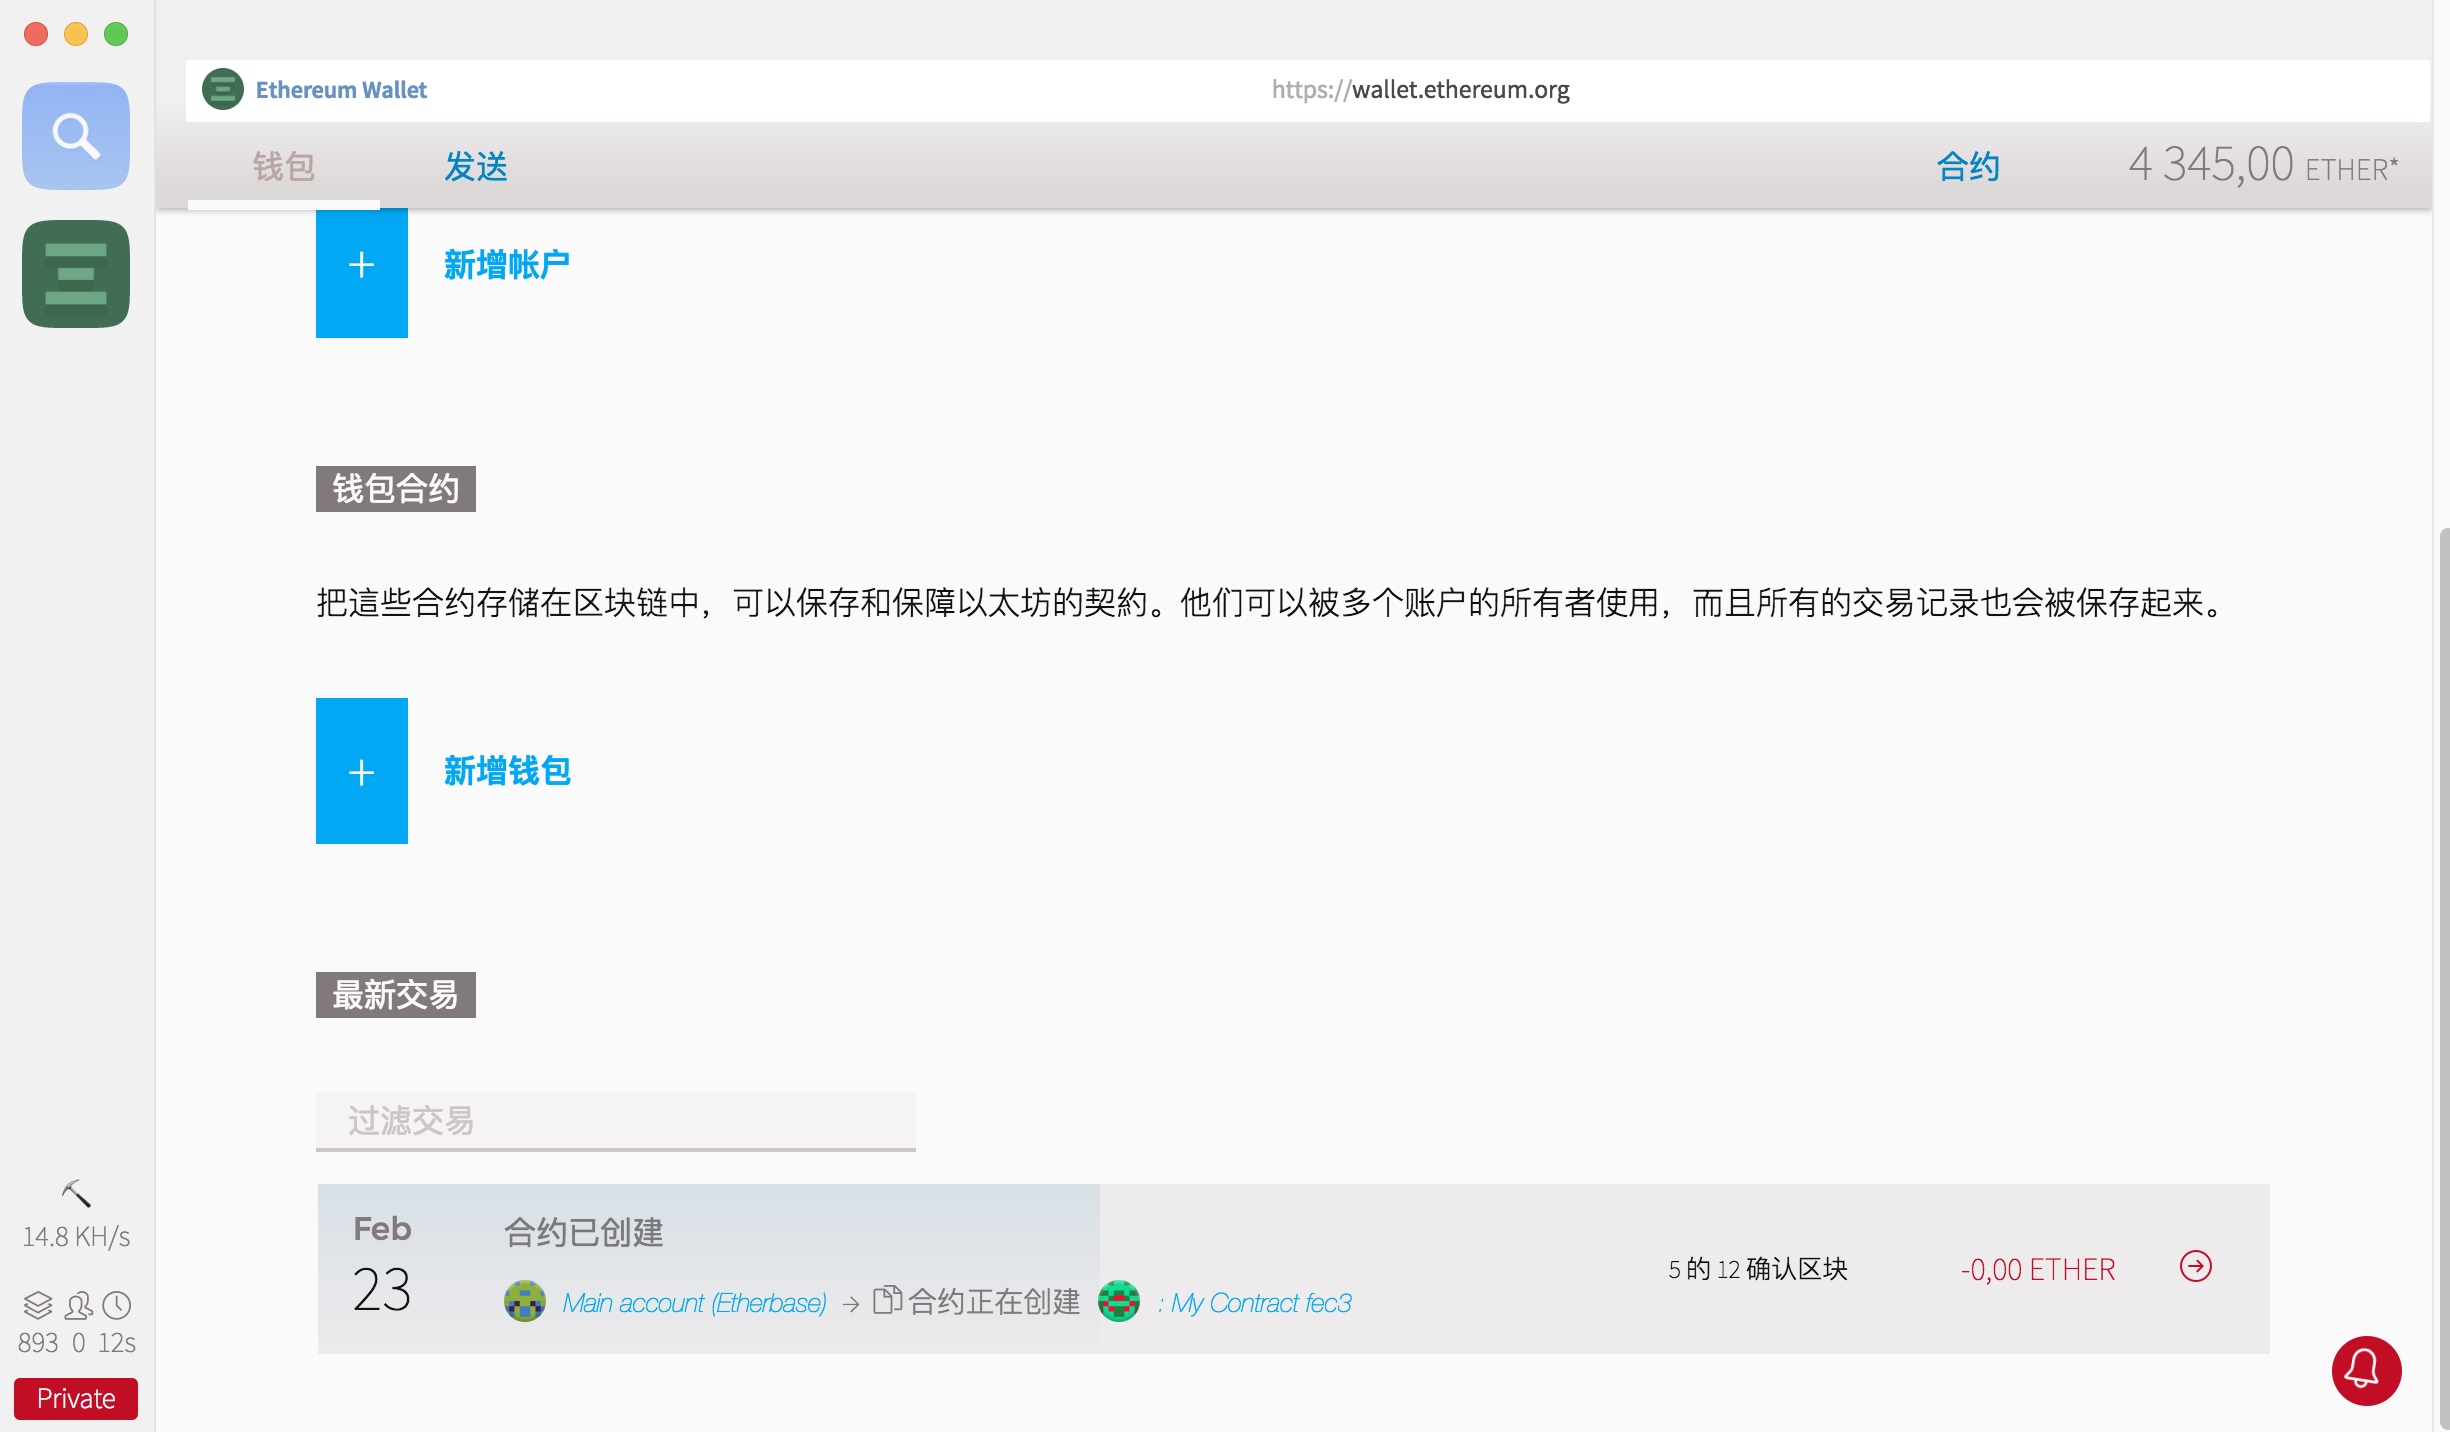 Ethereum Wallet
https://wallet.ethereum.org
钱包
发送
合约
4 345,00 ETHER*
新增帐户
钱包合约
把這些合约存储在区块链中，可以保存和保障以太坊的契約。他们可以被多个账户的所有者使用，而且所有的交易记录也会被保存起来。
新增钱包
最新交易
过滤交易
Feb
23
合约已创建
Main account (Etherbase) → 合约正在创建 : My Contract fec3
5 的 12 确认区块
-0,00 ETHER
14.8 KH/s
893 0 12s
Private